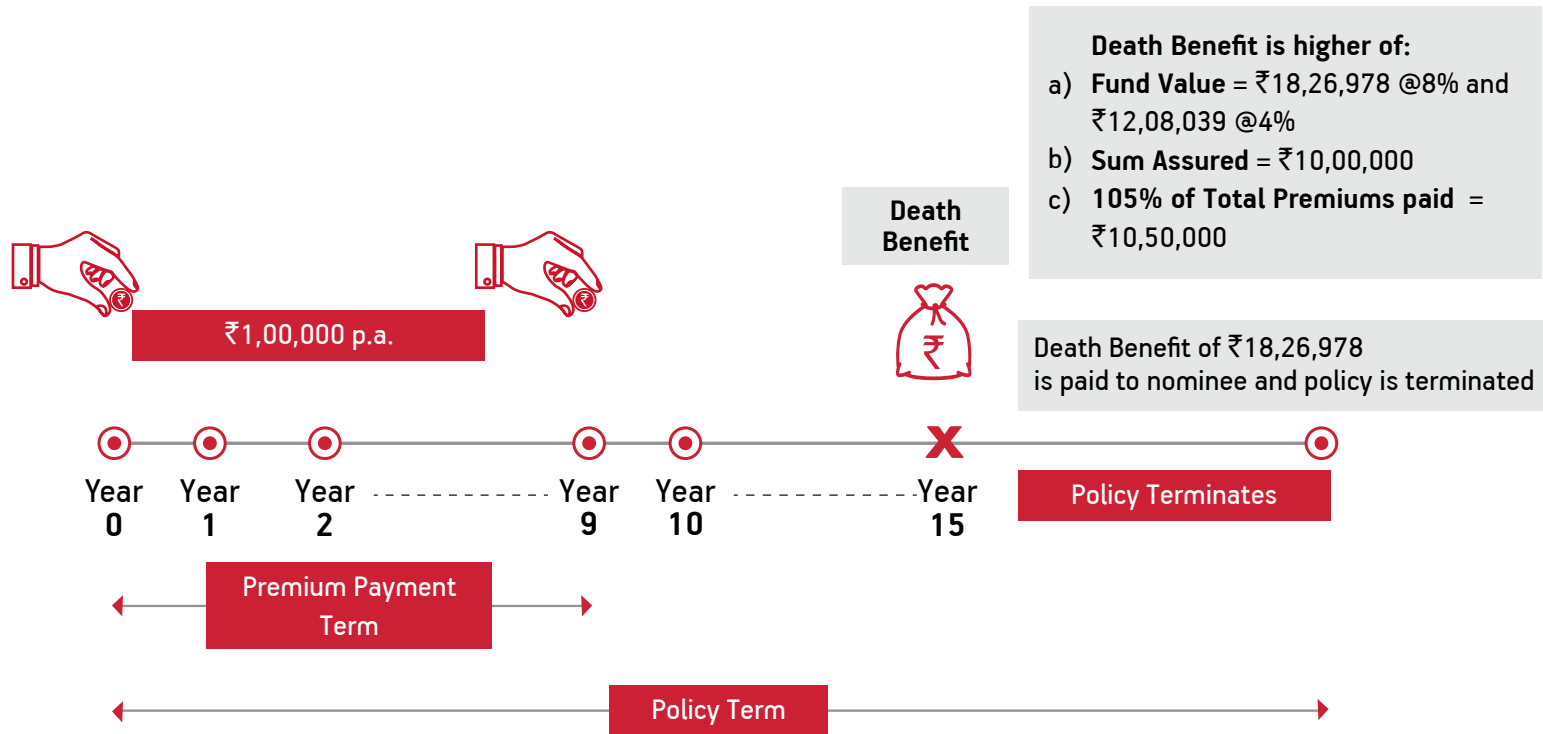 Death Benefit is higher of:
a) Fund Value = ₹18,26,978 @8% and
₹12,08,039 @4%
b) Sum Assured = ₹10,00,000
c) 105% of Total Premiums paid =
₹10,50,000
Death
Benefit
₹
₹
₹1,00,000 p.a.
₹
Death Benefit of ₹18,26,978
is paid to nominee and policy is terminated
X
Year 0
Year 1
Year 2
Year 9
Year 10
Year 15
Policy Terminates
Premium Payment
Term
Policy Term